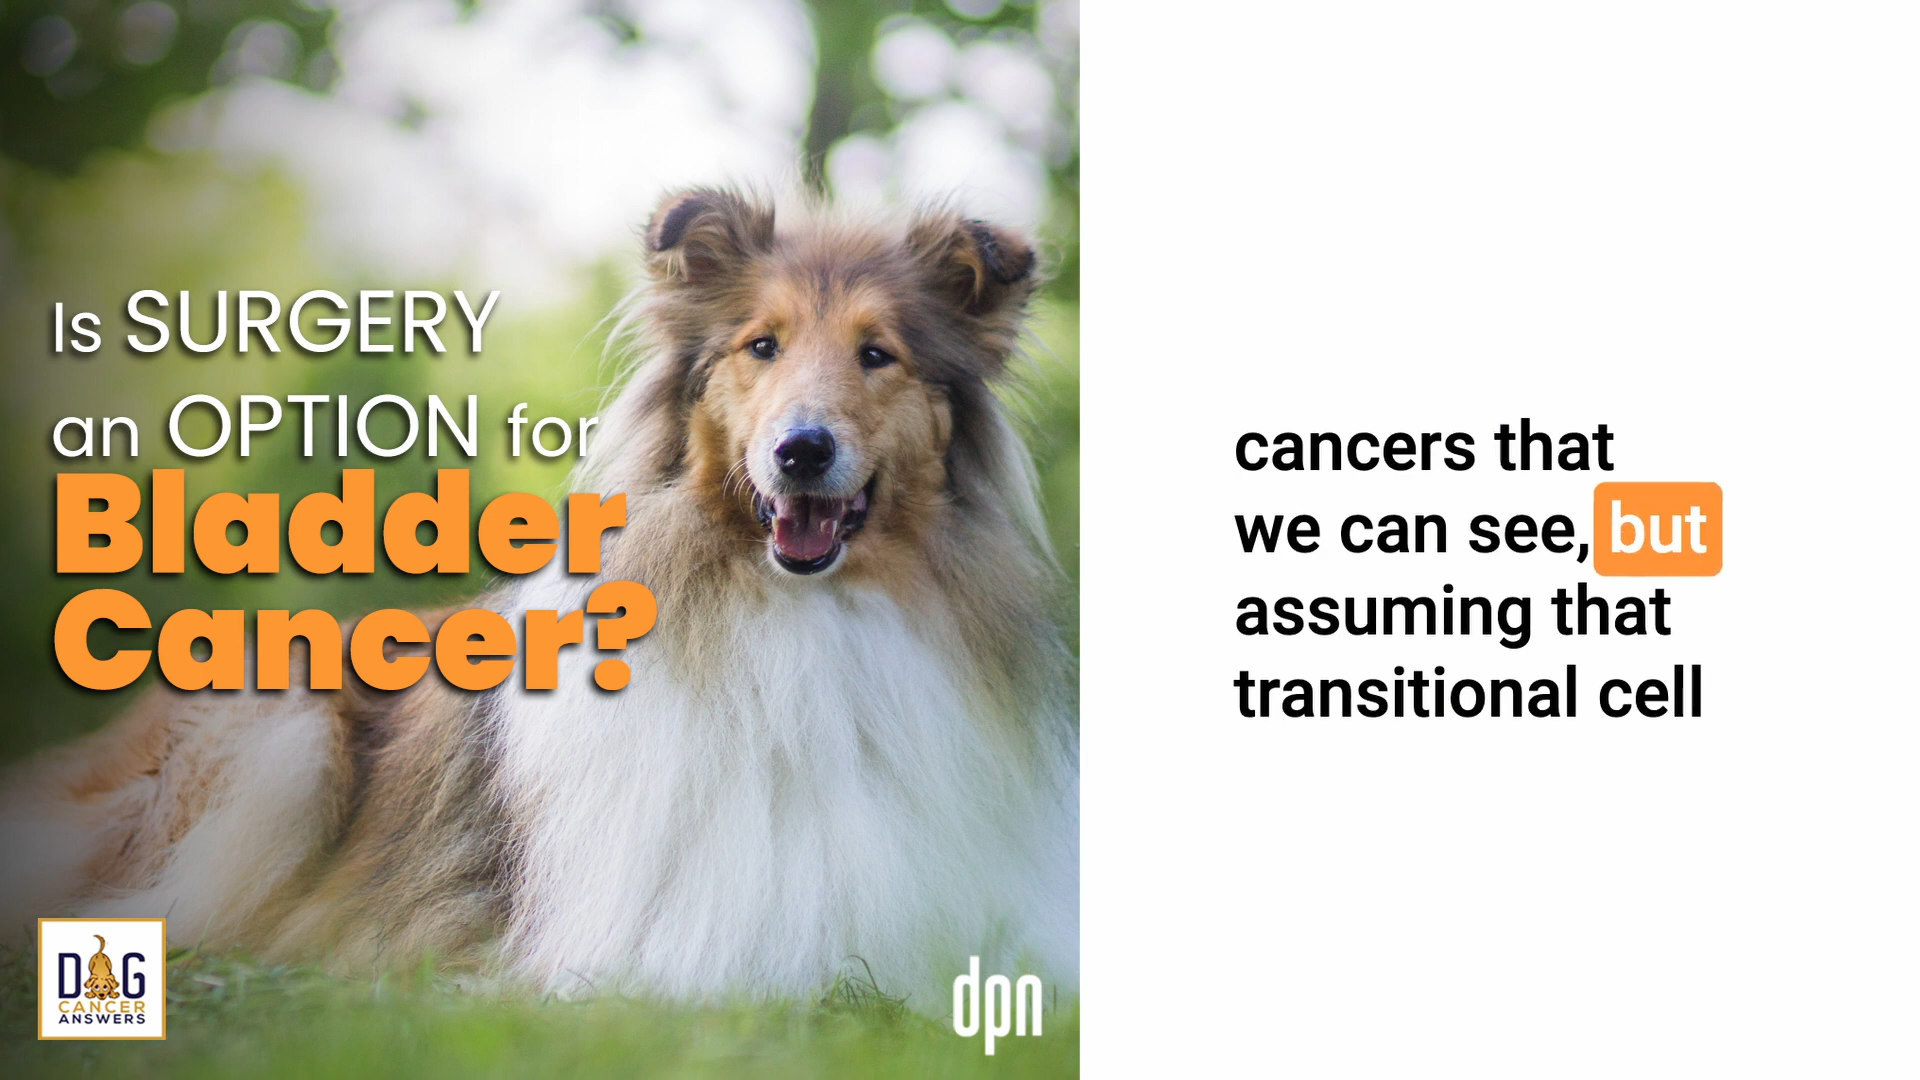 Is SURGERY
an OPTION for
Bladder
Cancer?
DOG
CANCER
ANSWERS
dpn
cancers that
we can see, but
assuming that
transitional cell